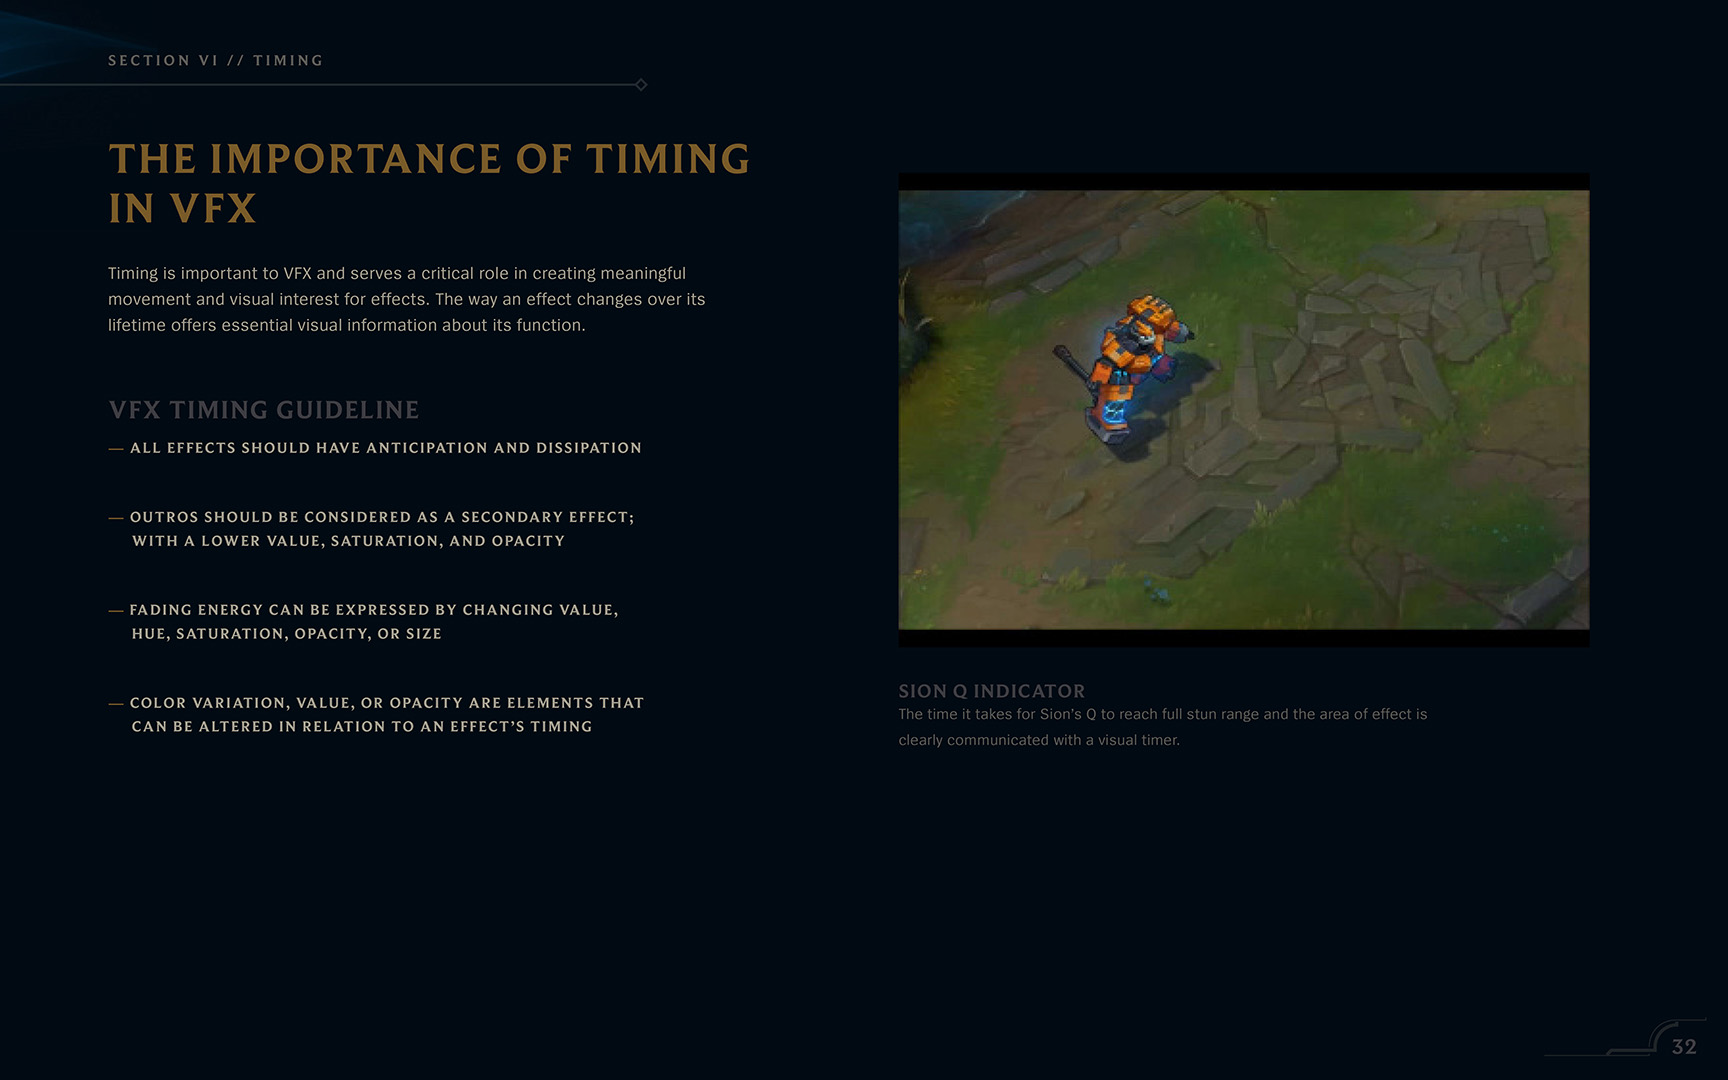 SECTION VI // TIMING
THE IMPORTANCE OF TIMING
IN VFX
Timing is important to VFX and serves a critical role in creating meaningful
movement and visual interest for effects. The way an effect changes over its
lifetime offers essential visual information about its function.
VFX TIMING GUIDELINE
— ALL EFFECTS SHOULD HAVE ANTICIPATION AND DISSIPATION
— OUTROS SHOULD BE CONSIDERED AS A SECONDARY EFFECT;
WITH A LOWER VALUE, SATURATION, AND OPACITY
— FADING ENERGY CAN BE EXPRESSED BY CHANGING VALUE,
HUE, SATURATION, OPACITY, OR SIZE
— COLOR VARIATION, VALUE, OR OPACITY ARE ELEMENTS THAT
CAN BE ALTERED IN RELATION TO AN EFFECT’S TIMING
SION Q INDICATOR
The time it takes for Sion’s Q to reach full stun range and the area of effect is
clearly communicated with a visual timer.
32